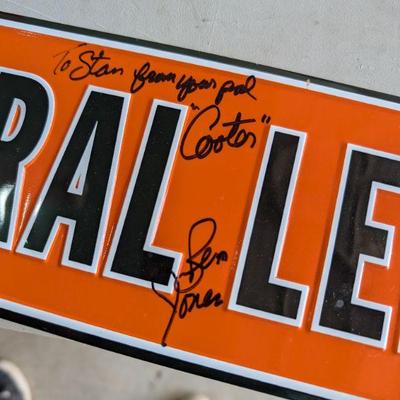 To Stan from your pal
"Cooter"
RAL LE
Ben
Jones